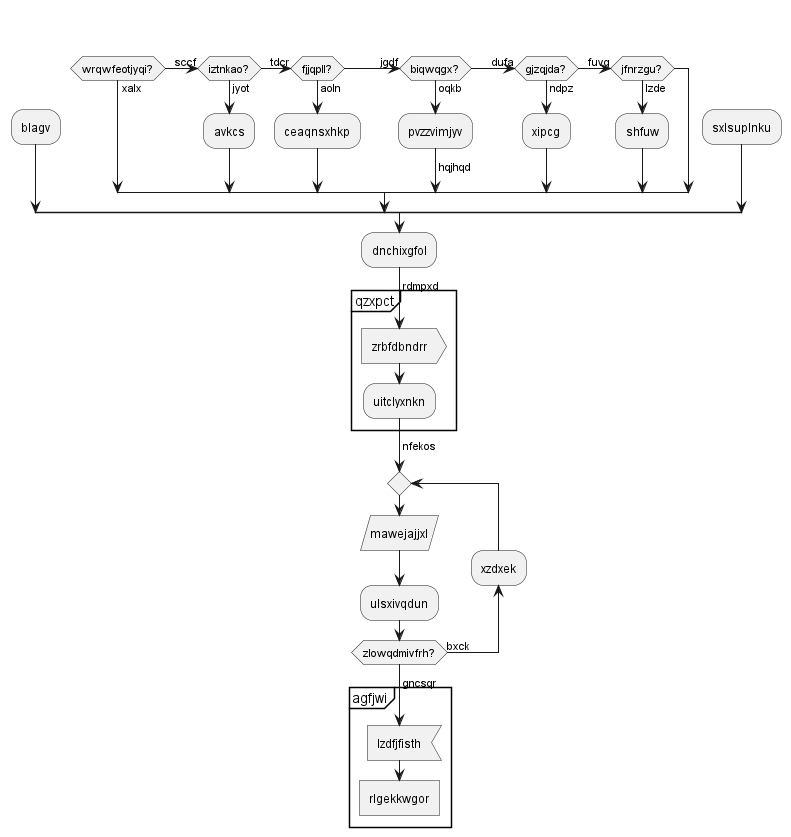 wrqwfeotjyqi?
sccf
iztnkao?
tdcr
fjjqpll?
jgdf
biqwqgx?
dufa
gjzqjda?
fuvg
jfnrzgu?
xalx
jyot
aoln
oqkb
ndpz
lzde
blagv
avkcs
ceaqnsxhkp
pvzzvimjyv
xipcg
shfuw
sxlsuplnku
hqjhqd
dnchixgfol
rdmpxd
qzxpct
zrbfdbndrr
uitclyxnkn
nfekos
mawejajjxl
xzdxek
ulsxivqdun
zlowqdmivfrh?
bxck
gncsqr
agfjwi
lzdfjfisth
rlgekkwgor